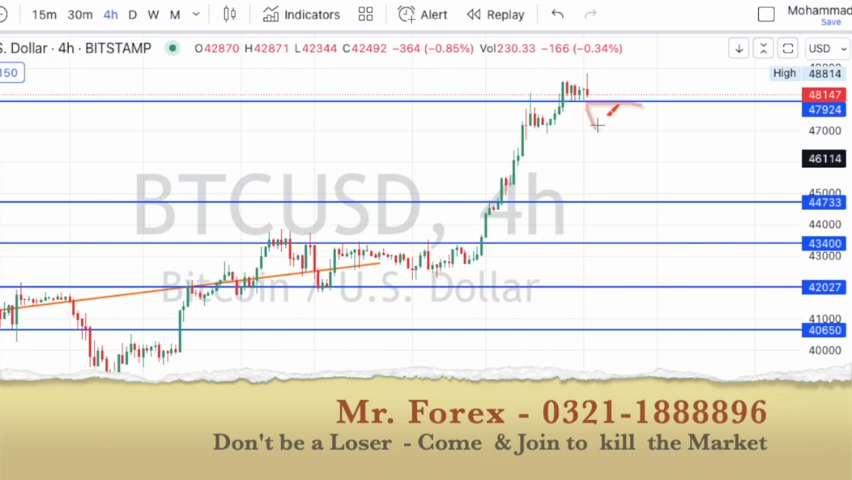 15m 30m 4h D W M Indicators Alert Replay Mohammad
Save
S. Dollar · 4h · BITSTAMP O42870 H42871 L42344 C42492 −364 (−0.85%) Vol230.33 −166 (−0.34%) USD
150
High 48814
48147
47924
47000
46114
45000
44733
44000
43400
43000
42027
41000
40650
40000
BTCUSD, 4h
Bitcoin / U.S. Dollar
Mr. Forex - 0321-1888896
Don't be a Loser - Come & Join to kill the Market